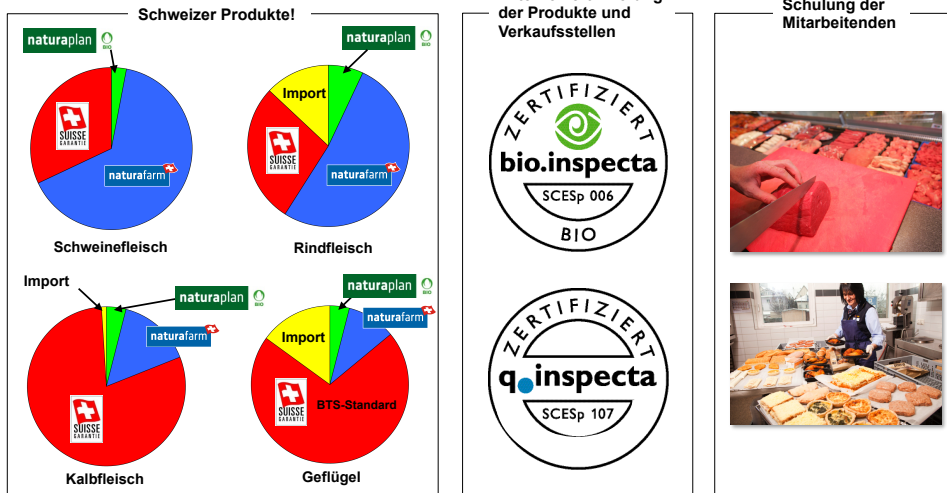 Schweizer Produkte!
naturaplan BIO
SUISSE
GARANTIE
naturafarm
Schweinefleisch
naturaplan BIO
Import
SUISSE
GARANTIE
naturafarm
Rindfleisch
Import
naturaplan BIO
naturafarm
SUISSE
GARANTIE
Kalbfleisch
naturaplan BIO
naturafarm
Import
SUISSE
GARANTIE
BTS-Standard
Geflügel
der Produkte und
Verkaufsstellen
ZERTIFIZIERT
bio.inspecta
SCESp 006
BIO
ZERTIFIZIERT
q.inspecta
SCESp 107
Schulung der
Mitarbeitenden